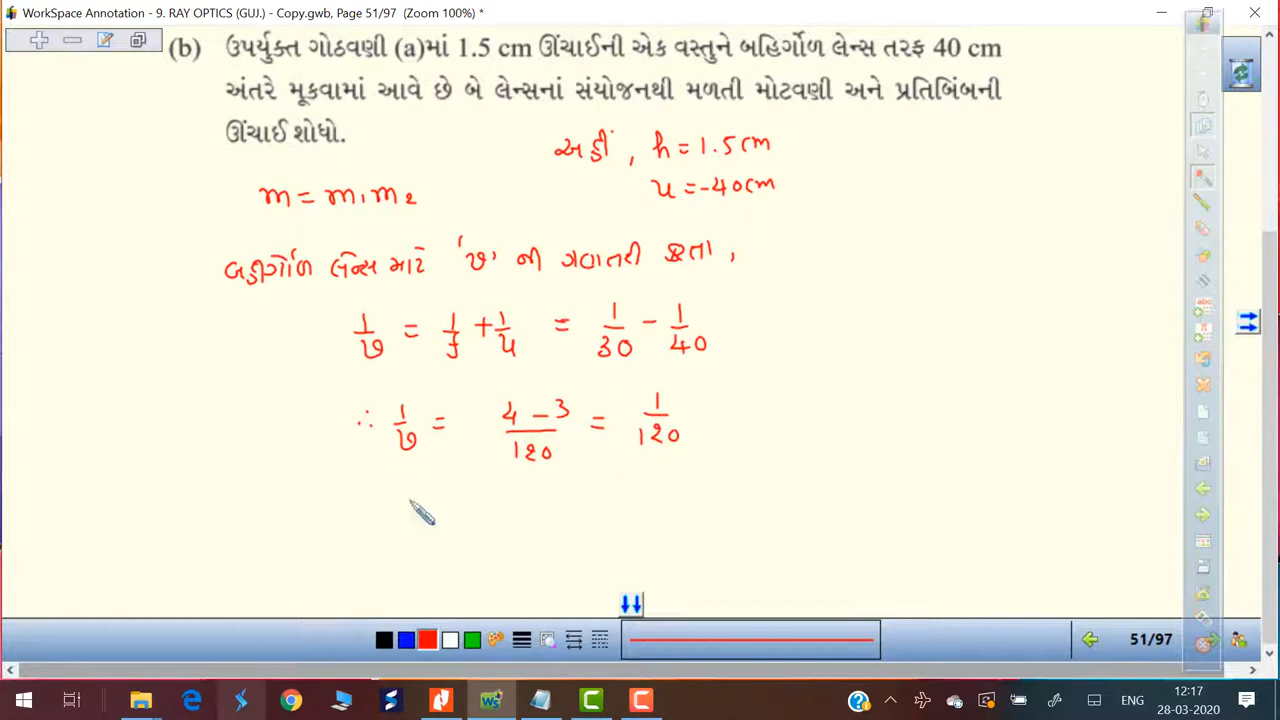 WorkSpace Annotation - 9. RAY OPTICS (GUJ.) - Copy.gwb, Page 51/97 (Zoom 100%) *
(b) ઉપર્યુક્ત ગોઠવણી (a)માં 1.5 cm ઊંચાઈની એક વસ્તુને બહિર્ગોળ લેન્સ તરફ 40 cm
અંતરે મૂકવામાં આવે છે બે લેન્સનાં સંયોજનથી મળતી મોટવણી અને પ્રતિબિંબની
ઊંચાઈ શોધો.
અહીં , h = 1.5cm
u = -40cm
m = m₁m₂
બહીર્ગોળ લેન્સ માટે 'v' ની ગણતરી કરતા ,
1/v = 1/f + 1/u = 1/30 - 1/40
∴ 1/v = 4 - 3/120 = 1/120
51/97
ENG
12:17
28-03-2020